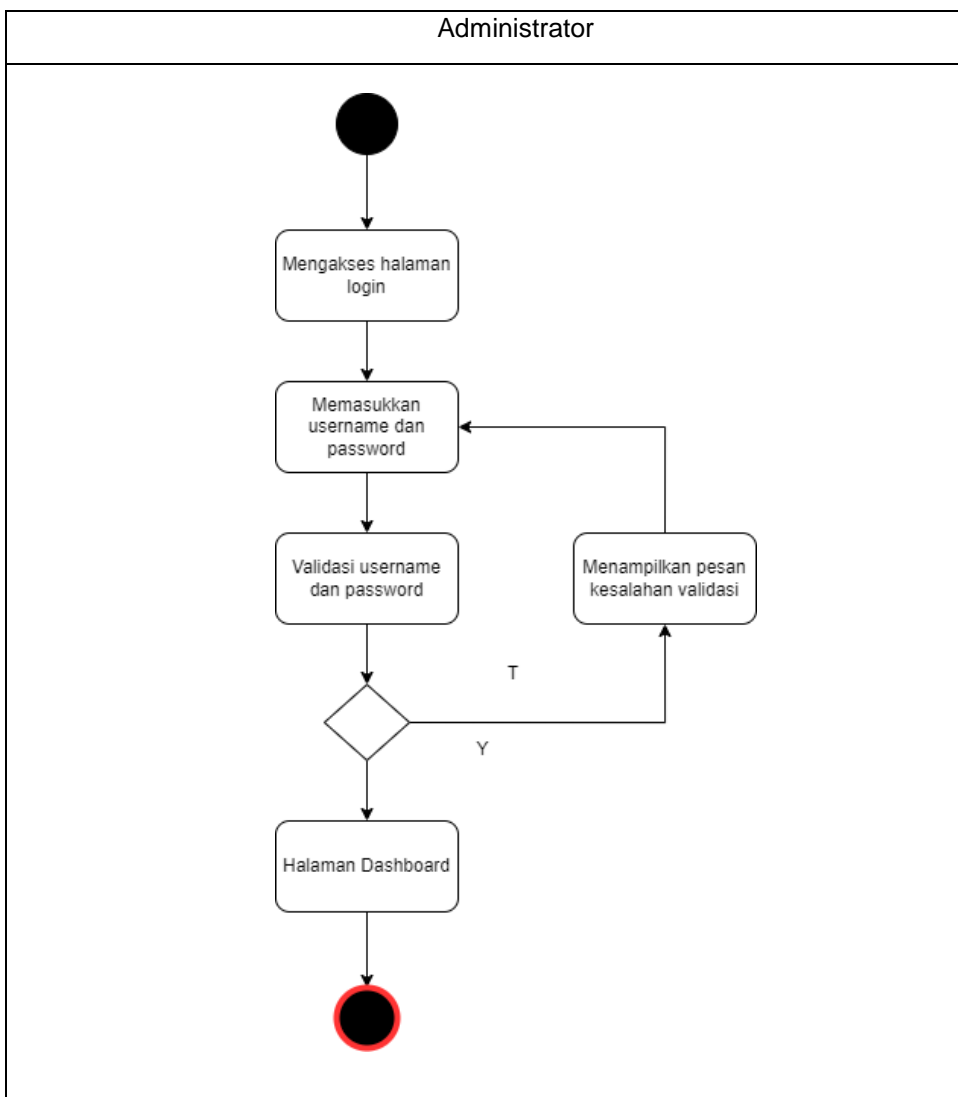 Administrator
Mengakses halaman
login
Memasukkan
username dan
password
Validasi username
dan password
Menampilkan pesan
kesalahan validasi
T
Y
Halaman Dashboard